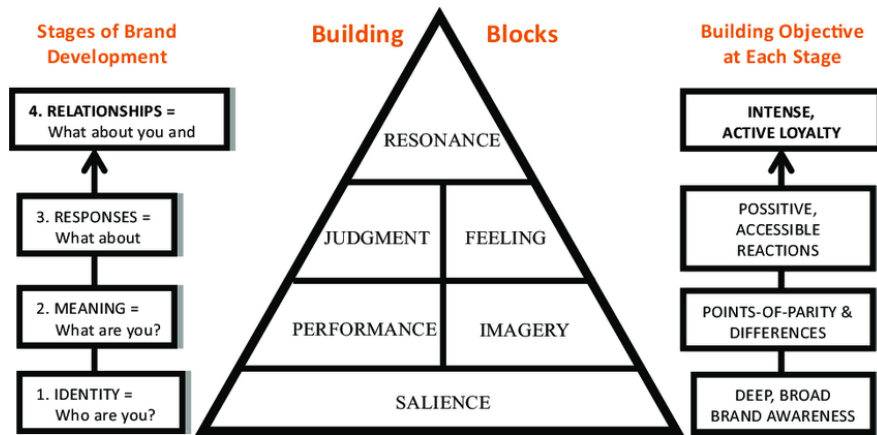 Stages of Brand
Development
4. RELATIONSHIPS =
What about you and
3. RESPONSES =
What about
2. MEANING =
What are you?
1. IDENTITY =
Who are you?
Building Blocks
RESONANCE
JUDGMENT FEELING
PERFORMANCE IMAGERY
SALIENCE
Building Objective
at Each Stage
INTENSE,
ACTIVE LOYALTY
POSSITIVE,
ACCESSIBLE
REACTIONS
POINTS-OF-PARITY &
DIFFERENCES
DEEP, BROAD
BRAND AWARENESS